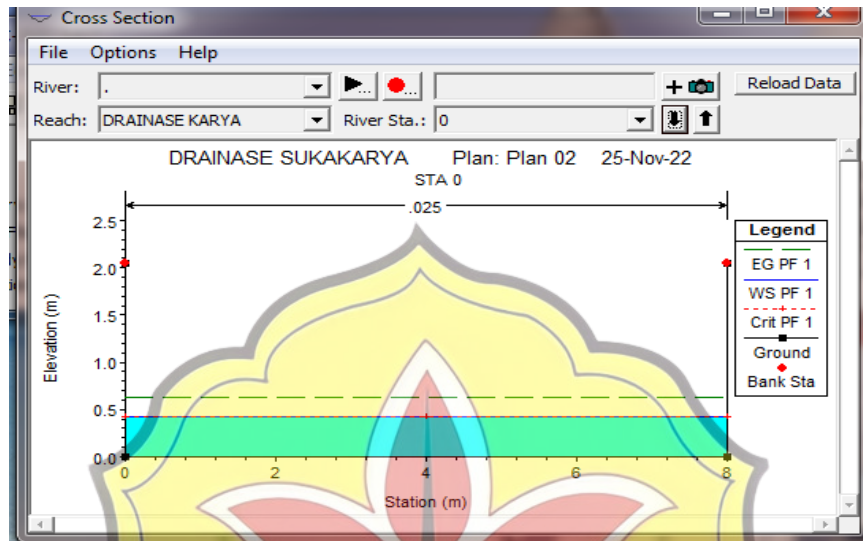 Cross Section
File Options Help
River: . ... ... + Reload Data
Reach: DRAINASE KARYA River Sta.: 0
DRAINASE SUKAKARYA Plan: Plan 02 25-Nov-22
STA 0
.025
2.5
2.0
1.5
1.0
0.5
0.0
Elevation (m)
0 2 4 6 8
Station (m)
Legend
EG PF 1
WS PF 1
Crit PF 1
Ground
Bank Sta